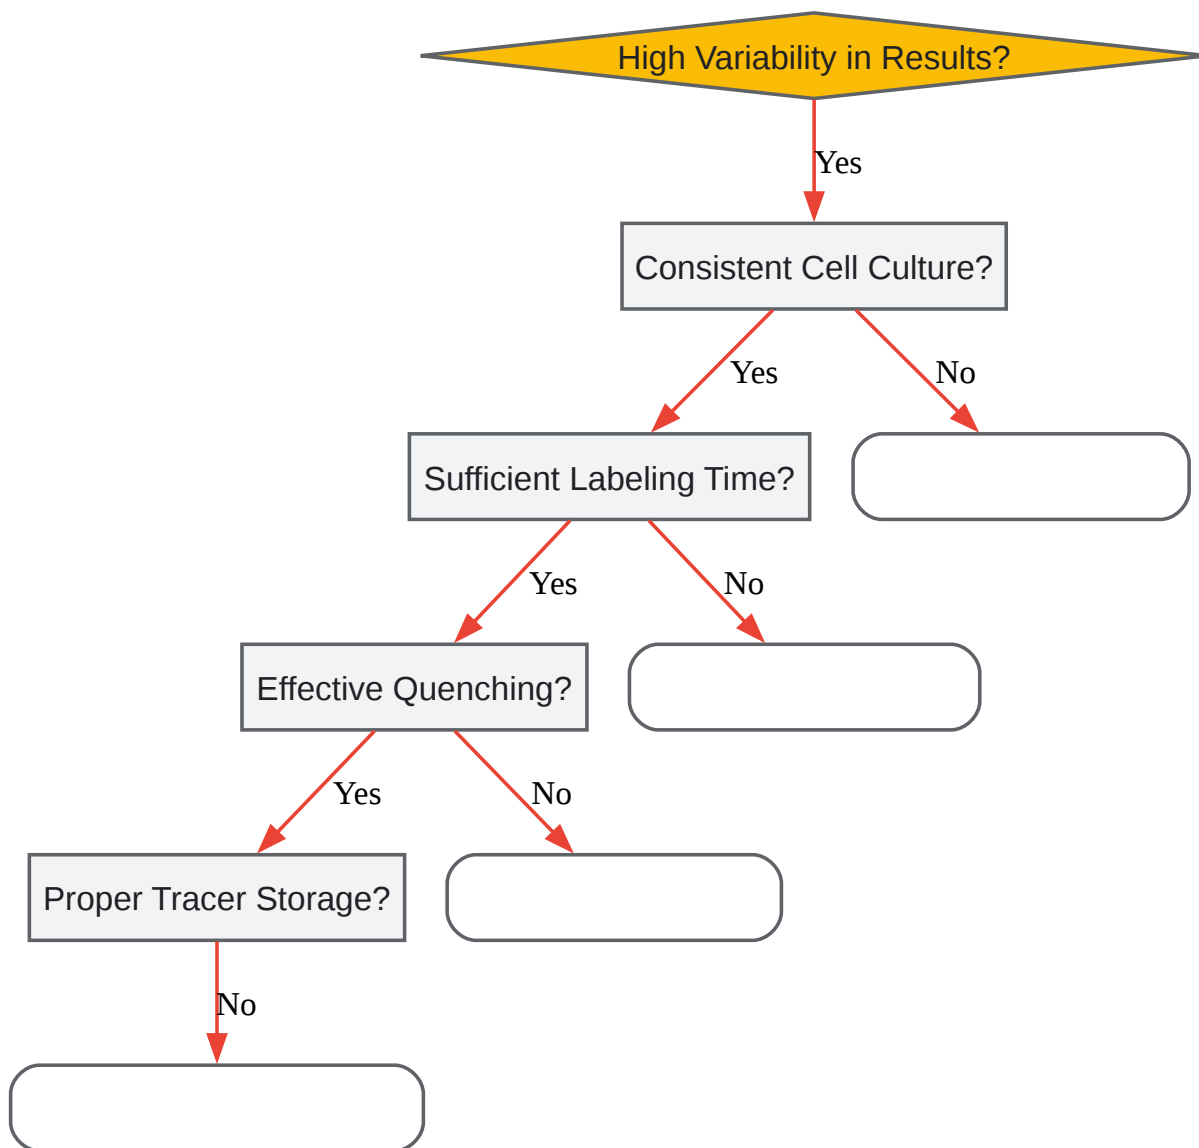 High Variability in Results?
Yes
Consistent Cell Culture?
Yes
No
Sufficient Labeling Time?
Yes
No
Effective Quenching?
Yes
No
Proper Tracer Storage?
No